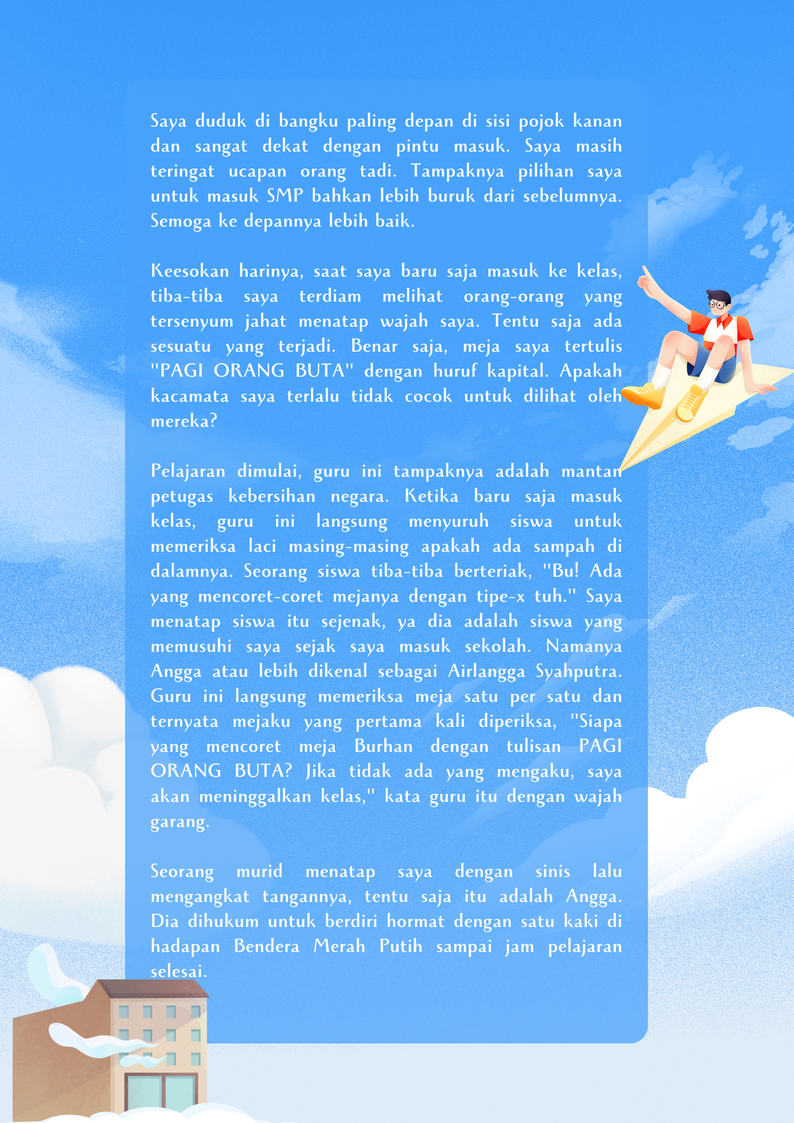 Saya duduk di bangku paling depan di sisi pojok kanan
dan sangat dekat dengan pintu masuk. Saya masih
teringat ucapan orang tadi. Tampaknya pilihan saya
untuk masuk SMP bahkan lebih buruk dari sebelumnya.
Semoga ke depannya lebih baik.
Keesokan harinya, saat saya baru saja masuk ke kelas,
tiba-tiba saya terdiam melihat orang-orang yang
tersenyum jahat menatap wajah saya. Tentu saja ada
sesuatu yang terjadi. Benar saja, meja saya tertulis
"PAGI ORANG BUTA" dengan huruf kapital. Apakah
kacamata saya terlalu tidak cocok untuk dilihat oleh
mereka?
Pelajaran dimulai, guru ini tampaknya adalah mantan
petugas kebersihan negara. Ketika baru saja masuk
kelas, guru ini langsung menyuruh siswa untuk
memeriksa laci masing-masing apakah ada sampah di
dalamnya. Seorang siswa tiba-tiba berteriak, "Bu! Ada
yang mencoret-coret mejanya dengan tipe-x tuh." Saya
menatap siswa itu sejenak, ya dia adalah siswa yang
memusuhi saya sejak saya masuk sekolah. Namanya
Angga atau lebih dikenal sebagai Airlangga Syahputra.
Guru ini langsung memeriksa meja satu per satu dan
ternyata mejaku yang pertama kali diperiksa, "Siapa
yang mencoret meja Burhan dengan tulisan PAGI
ORANG BUTA? Jika tidak ada yang mengaku, saya
akan meninggalkan kelas," kata guru itu dengan wajah
garang.
Seorang murid menatap saya dengan sinis lalu
mengangkat tangannya, tentu saja itu adalah Angga.
Dia dihukum untuk berdiri hormat dengan satu kaki di
hadapan Bendera Merah Putih sampai jam pelajaran
selesai.